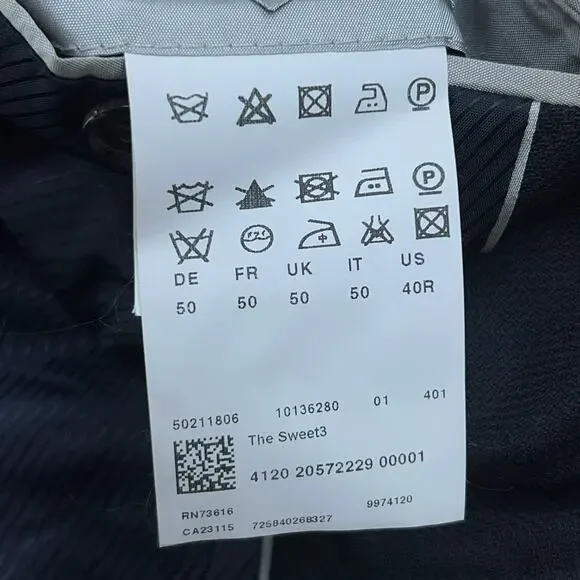 P
P
DE FR UK IT US
50 50 50 50 40R
50211806 10136280 01 401
The Sweet3
4120 20572229 00001
RN73616 9974120
CA23115 725840268327